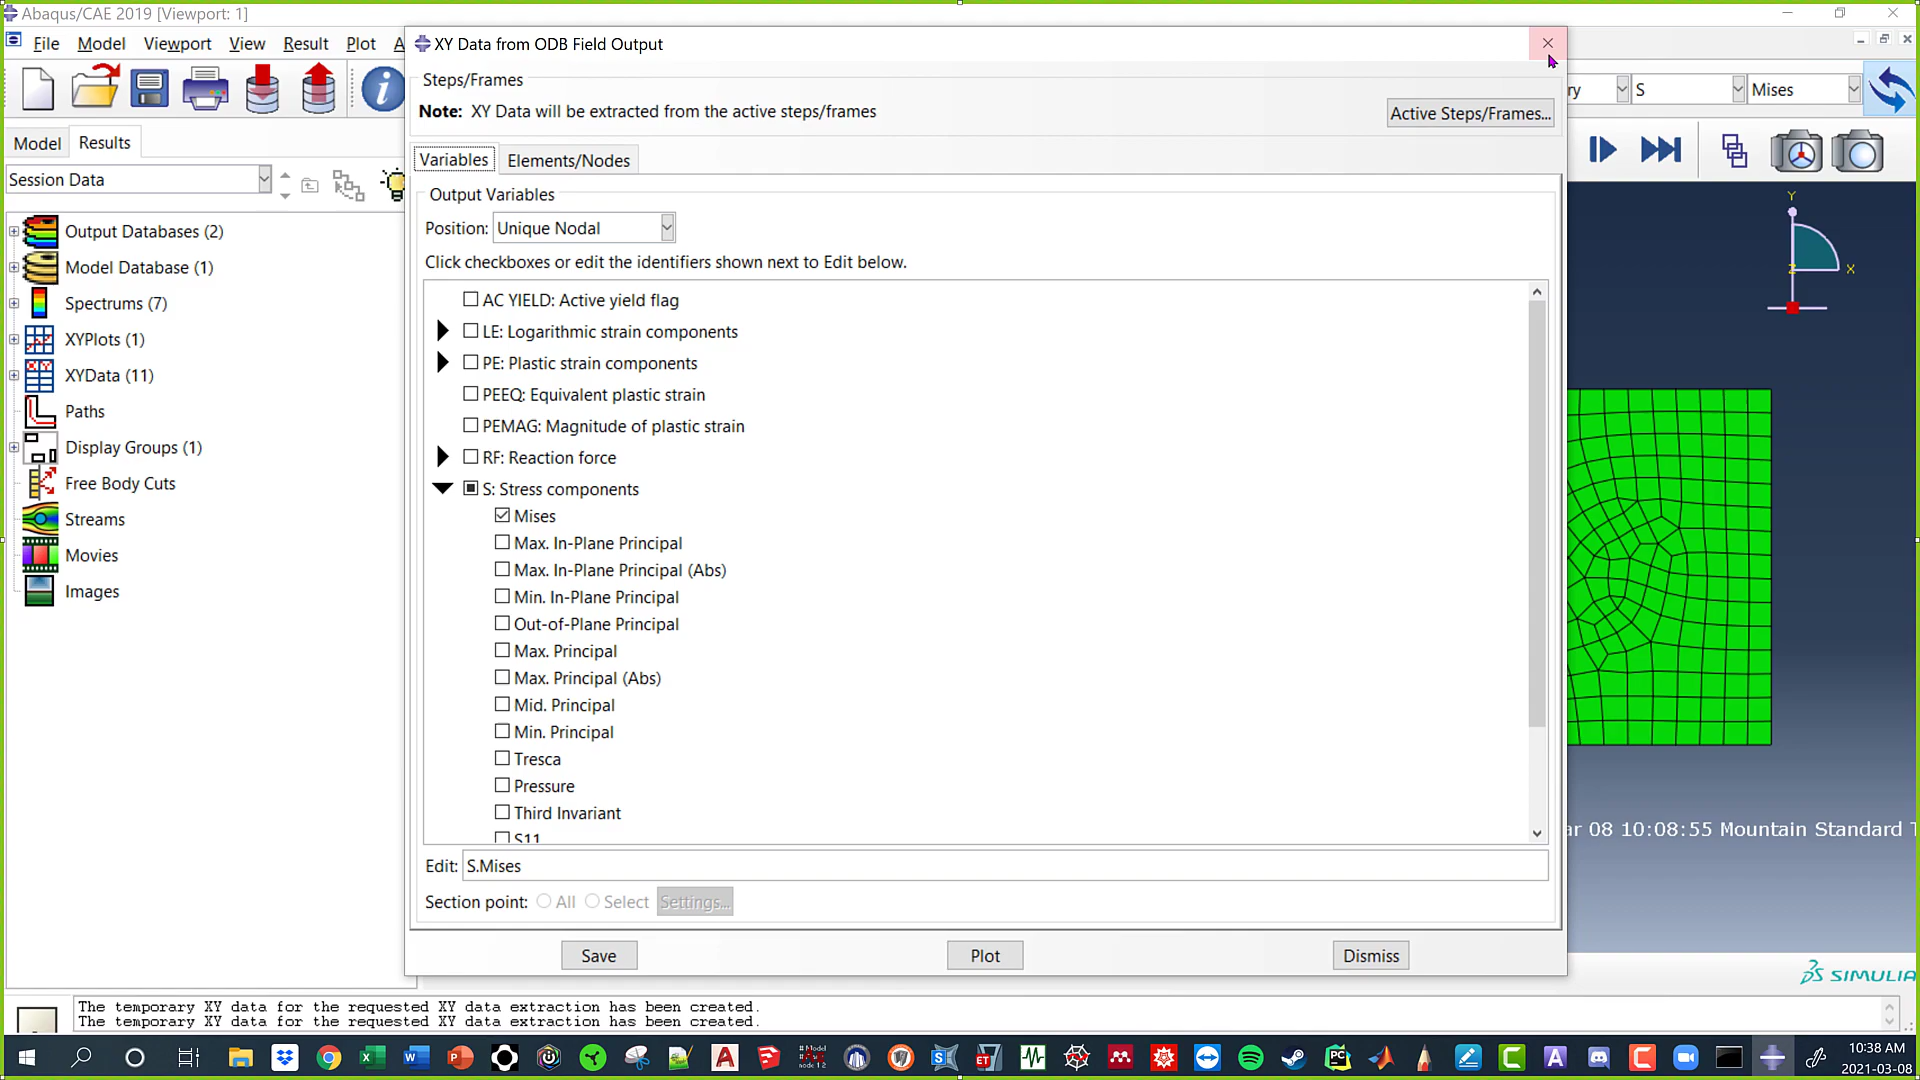 Abaqus/CAE 2019 [Viewport: 1]
File Model Viewport View Result Plot A
XY Data from ODB Field Output
Steps/Frames
Note: XY Data will be extracted from the active steps/frames
Active Steps/Frames...
ry S Mises
Model Results
Variables Elements/Nodes
Session Data
Output Variables
Position: Unique Nodal
Click checkboxes or edit the identifiers shown next to Edit below.
Output Databases (2)
Model Database (1)
Spectrums (7)
XYPlots (1)
XYData (11)
Paths
Display Groups (1)
Free Body Cuts
Streams
Movies
Images
AC YIELD: Active yield flag
LE: Logarithmic strain components
PE: Plastic strain components
PEEQ: Equivalent plastic strain
PEMAG: Magnitude of plastic strain
RF: Reaction force
S: Stress components
Mises
Max. In-Plane Principal
Max. In-Plane Principal (Abs)
Min. In-Plane Principal
Out-of-Plane Principal
Max. Principal
Max. Principal (Abs)
Mid. Principal
Min. Principal
Tresca
Pressure
Third Invariant
S11
Edit: S.Mises
Section point: All Select Settings...
Save Plot Dismiss
Y
Z X
ar 08 10:08:55 Mountain Standard T
SIMULIA
The temporary XY data for the requested XY data extraction has been created.
The temporary XY data for the requested XY data extraction has been created.
10:38 AM
2021-03-08